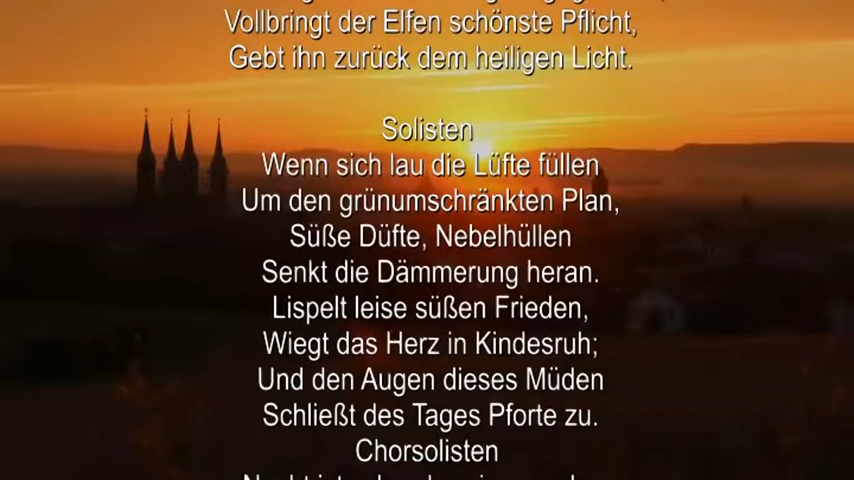 Vollbringt der Elfen schönste Pflicht,
Gebt ihn zurück dem heiligen Licht.
Solisten
Wenn sich lau die Lüfte füllen
Um den grünumschränkten Plan,
Süße Düfte, Nebelhüllen
Senkt die Dämmerung heran.
Lispelt leise süßen Frieden,
Wiegt das Herz in Kindesruh;
Und den Augen dieses Müden
Schließt des Tages Pforte zu.
Chorsolisten